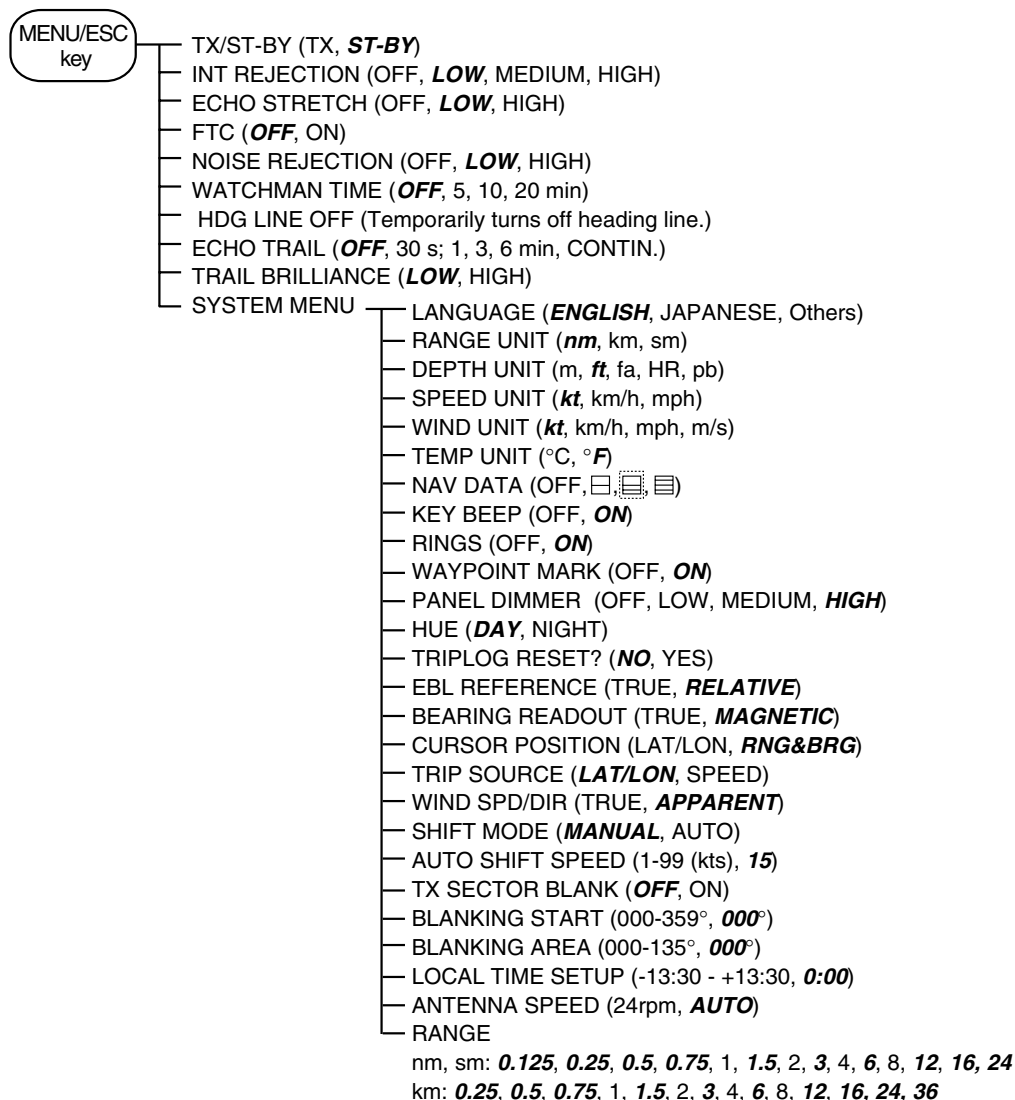 MENU/ESC
key
TX/ST-BY (TX, ST-BY)
INT REJECTION (OFF, LOW, MEDIUM, HIGH)
ECHO STRETCH (OFF, LOW, HIGH)
FTC (OFF, ON)
NOISE REJECTION (OFF, LOW, HIGH)
WATCHMAN TIME (OFF, 5, 10, 20 min)
HDG LINE OFF (Temporarily turns off heading line.)
ECHO TRAIL (OFF, 30 s; 1, 3, 6 min, CONTIN.)
TRAIL BRILLIANCE (LOW, HIGH)
SYSTEM MENU
LANGUAGE (ENGLISH, JAPANESE, Others)
RANGE UNIT (nm, km, sm)
DEPTH UNIT (m, ft, fa, HR, pb)
SPEED UNIT (kt, km/h, mph)
WIND UNIT (kt, km/h, mph, m/s)
TEMP UNIT (°C, °F)
NAV DATA (OFF, , , )
KEY BEEP (OFF, ON)
RINGS (OFF, ON)
WAYPOINT MARK (OFF, ON)
PANEL DIMMER (OFF, LOW, MEDIUM, HIGH)
HUE (DAY, NIGHT)
TRIPLOG RESET? (NO, YES)
EBL REFERENCE (TRUE, RELATIVE)
BEARING READOUT (TRUE, MAGNETIC)
CURSOR POSITION (LAT/LON, RNG&BRG)
TRIP SOURCE (LAT/LON, SPEED)
WIND SPD/DIR (TRUE, APPARENT)
SHIFT MODE (MANUAL, AUTO)
AUTO SHIFT SPEED (1-99 (kts), 15)
TX SECTOR BLANK (OFF, ON)
BLANKING START (000-359°, 000°)
BLANKING AREA (000-135°, 000°)
LOCAL TIME SETUP (-13:30 - +13:30, 0:00)
ANTENNA SPEED (24rpm, AUTO)
RANGE
nm, sm: 0.125, 0.25, 0.5, 0.75, 1, 1.5, 2, 3, 4, 6, 8, 12, 16, 24
km: 0.25, 0.5, 0.75, 1, 1.5, 2, 3, 4, 6, 8, 12, 16, 24, 36